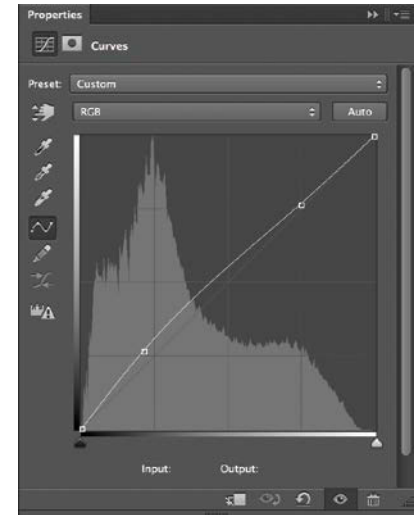 Properties
Curves
Preset: Custom
RGB Auto
Input: Output: